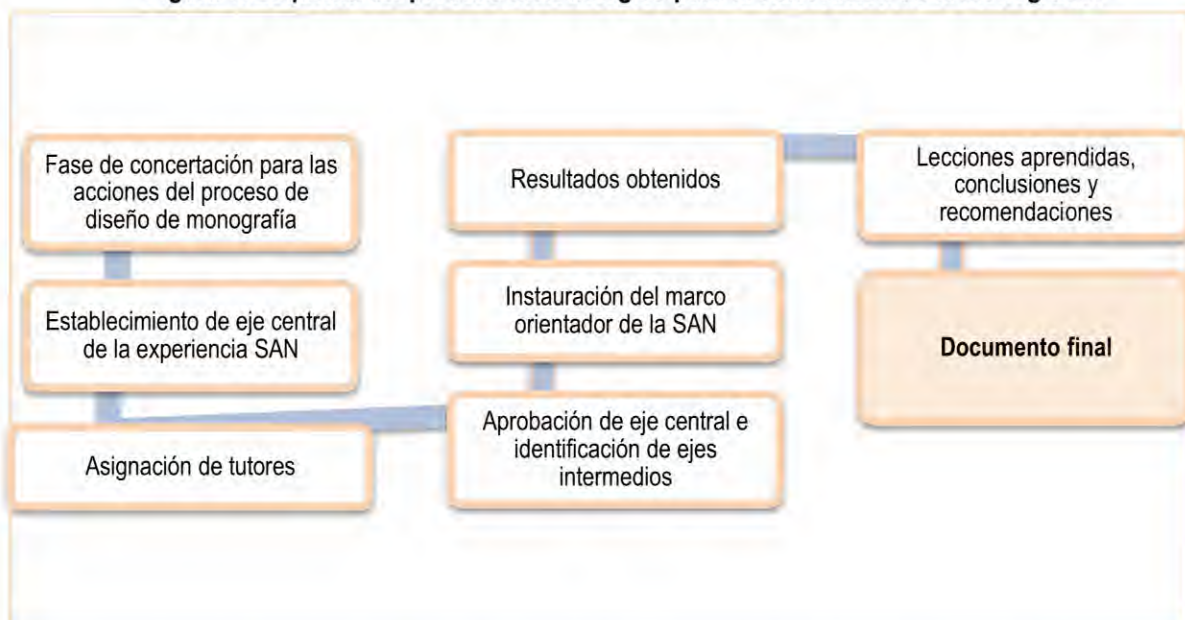 Fase de concertación para las
acciones del proceso de
diseño de monografía
Establecimiento de eje central
de la experiencia SAN
Asignación de tutores
Aprobación de eje central e
identificación de ejes
intermedios
Instauración del marco
orientador de la SAN
Resultados obtenidos
Lecciones aprendidas,
conclusiones y
recomendaciones
Documento final